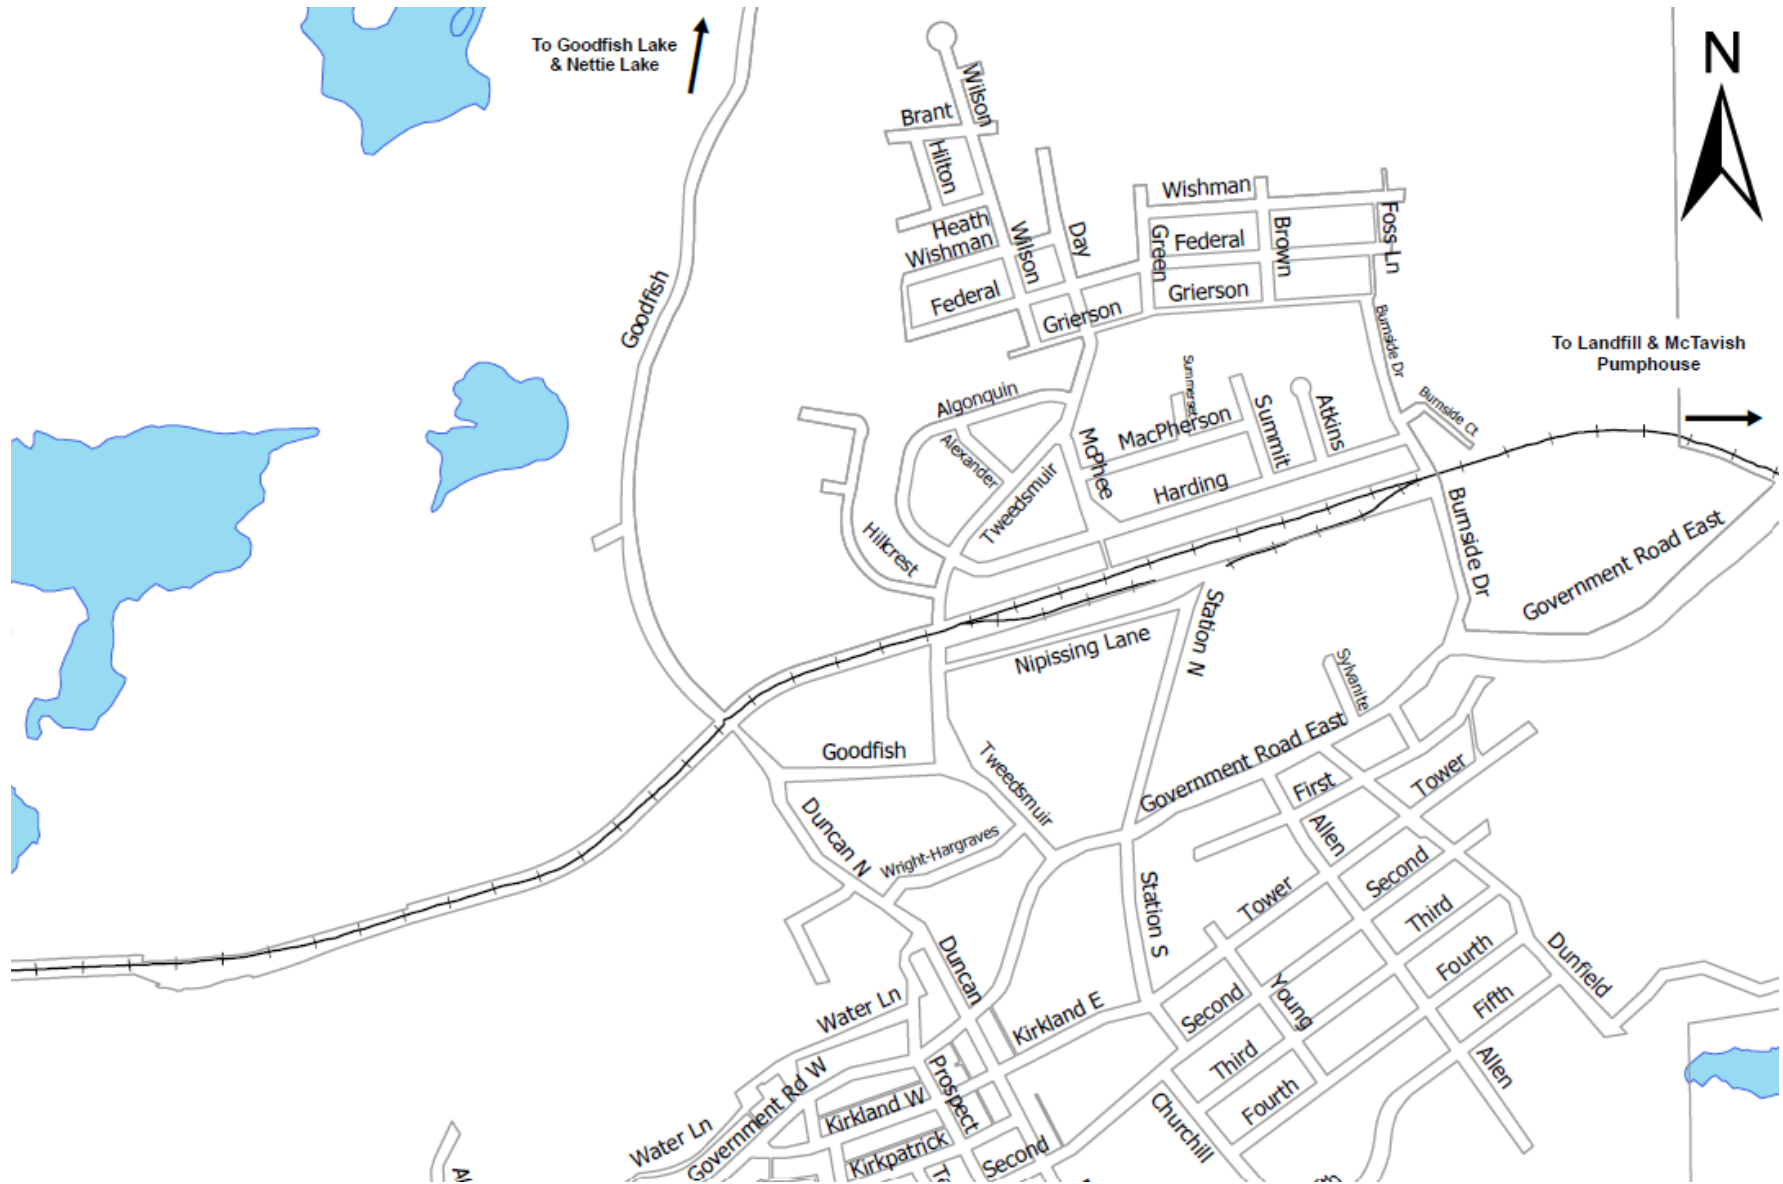 To Goodfish Lake
& Nettie Lake
N
Wilson
Brant
Hilton
Wishman
Heath
Wishman
Wilson
Day
Green
Federal
Brown
Foss Ln
Federal
Grierson
Grierson
Goodfish
Burnside Dr
To Landfill & McTavish
Pumphouse
Summerset
Algonquin
MacPherson
Summit
Atkins
Burnside Ct
Alexander
McPhee
Tweedsmuir
Harding
Hillcrest
Burnside Dr
Government Road East
Station N
Nipissing Lane
Sylvanite
Goodfish
Tweedsmuir
Government Road East
First
Tower
Duncan N
Wright-Hargraves
Allen
Second
Tower
Third
Station S
Duncan
Fourth
Dunfield
Water Ln
Kirkland E
Second
Young
Fifth
Third
Allen
Prospect
Government Rd W
Kirkland W
Fourth
Churchill
Water Ln
Kirkpatrick
Second